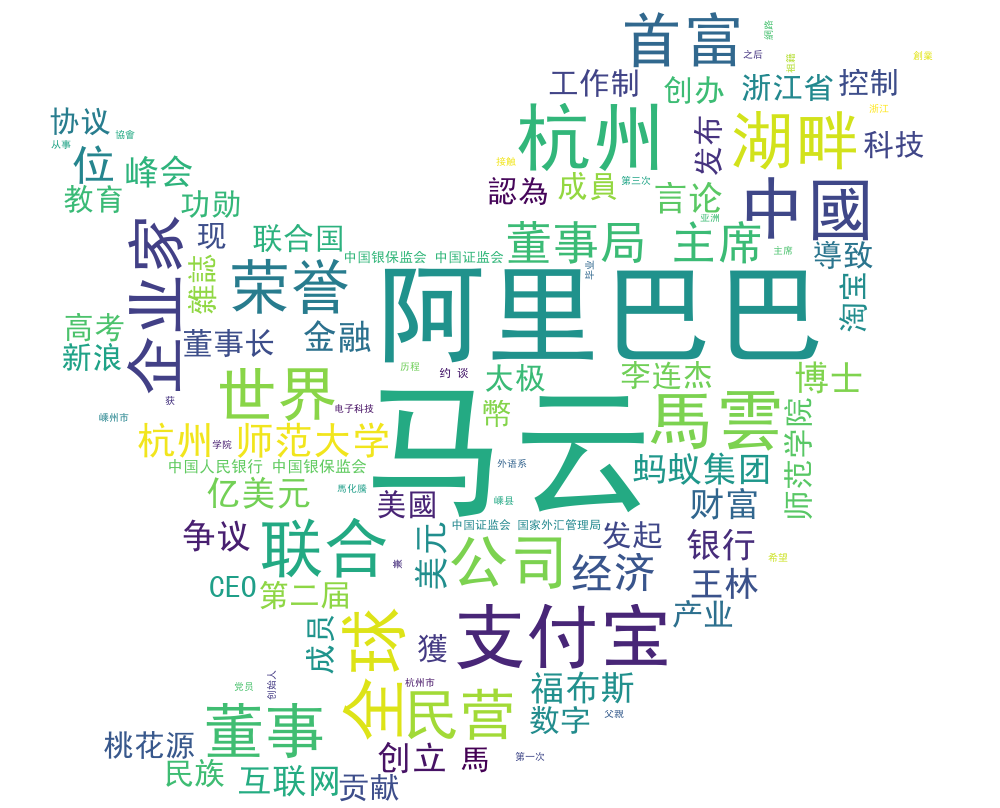 首富
網路
之后
祖籍
創業
工作制
创办
浙江省
控制
协议
協會
从事
杭州
发布
湖畔
浙江
科技
位
峰会
接触
認為
成員
第三次
言论
亚洲
中國
教育
功勋
企业家
现
联合国
中国银保监会 中国证监会
董事局
主席
主席
導致
雜誌
荣誉
毕业
阿里巴巴
淘宝
高考
新浪
董事长
金融
历程
约 谈
太极
李连杰
博士
获
世界
电子科技
马云
幣
馬雲
师范学院
嵊州市
杭州
学院
师范大学
外语系
蚂蚁集团
中国人民银行 中国银保监会
亿美元
馬化騰
美國
嵊县
财富
争议
联合
美元
中国证监会 国家外汇管理局
发起
银行
希望
公司
经济
王林
CEO
第二届
成员
全球
獲
支付宝
产业
党员
创始人
杭州市
民营
福布斯
数字
父親
董事
桃花源
创立
馬
第一次
民族
互联网
贡献